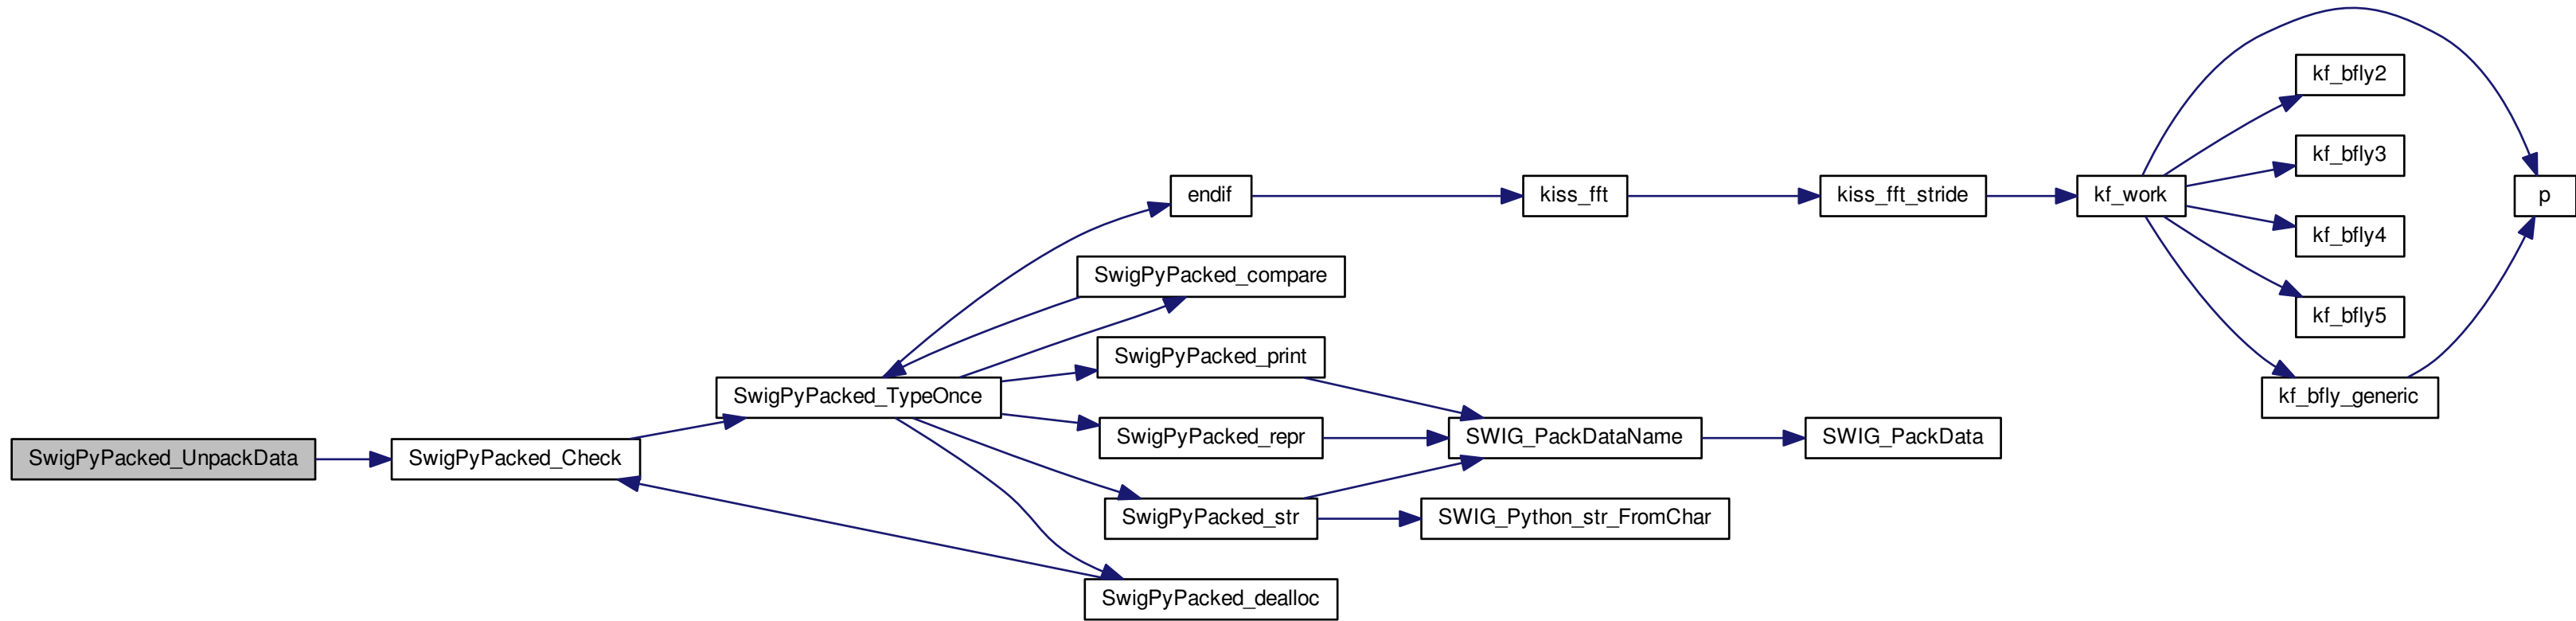 kf_bfly2
kf_bfly3
endif
kiss_fft
kiss_fft_stride
kf_work
p
kf_bfly4
SwigPyPacked_compare
kf_bfly5
SwigPyPacked_print
SwigPyPacked_TypeOnce
kf_bfly_generic
SwigPyPacked_repr
SWIG_PackDataName
SWIG_PackData
SwigPyPacked_UnpackData
SwigPyPacked_Check
SwigPyPacked_str
SWIG_Python_str_FromChar
SwigPyPacked_dealloc